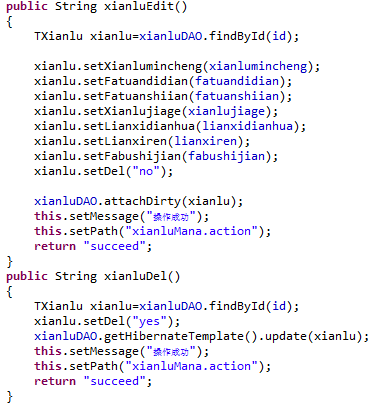 public String xianluEdit()
{
TXianlu xianlu=xianluDAO.findById(id);
xianlu.setXianlumincheng(xianlumincheng);
xianlu.setFatuandidian(fatuandidian);
xianlu.setFatuanshiian(fatuanshiian);
xianlu.setXianlujiage(xianlujiage);
xianlu.setLianxidianhua(lianxidianhua);
xianlu.setLianxiren(lianxiren);
xianlu.setFabushijian(fabushijian);
xianlu.setDel("no");
xianluDAO.attachDirty(xianlu);
this.setMessage("操作成功");
this.setPath("xianluMana.action");
return "succeed";
}
public String xianluDel()
{
TXianlu xianlu=xianluDAO.findById(id);
xianlu.setDel("yes");
xianluDAO.getHibernateTemplate().update(xianlu);
this.setMessage("操作成功");
this.setPath("xianluMana.action");
return "succeed";
}